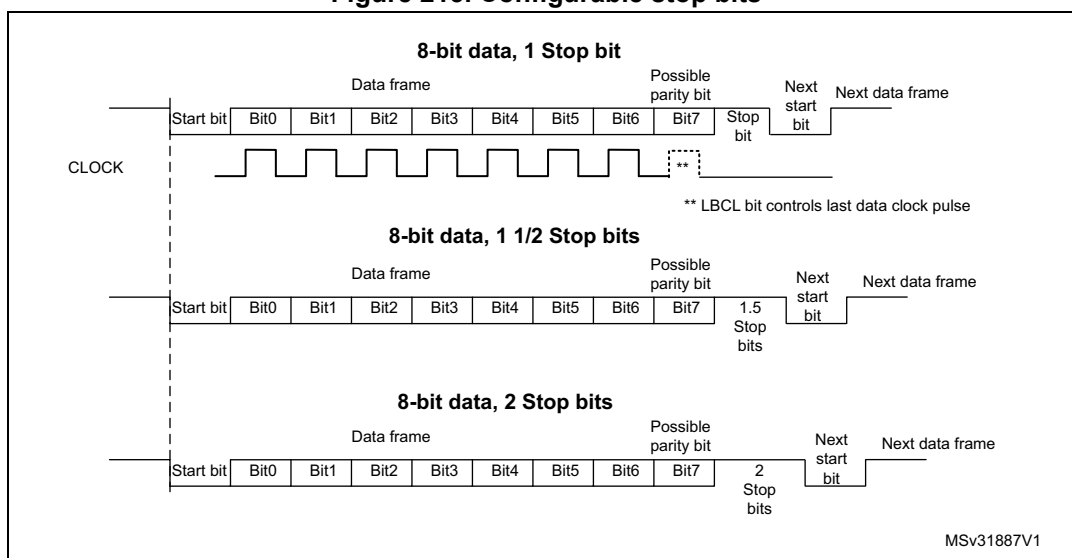 8-bit data, 1 Stop bit
Data frame
Possible
parity bit
Next
start
bit
Next data frame
Start bit Bit0 Bit1 Bit2 Bit3 Bit4 Bit5 Bit6 Bit7
Stop
bit
CLOCK
**
** LBCL bit controls last data clock pulse
8-bit data, 1 1/2 Stop bits
Data frame
Possible
parity bit
Next
start
bit
Next data frame
Start bit Bit0 Bit1 Bit2 Bit3 Bit4 Bit5 Bit6 Bit7
1.5
Stop
bits
8-bit data, 2 Stop bits
Data frame
Possible
parity bit
Next
start
bit
Next data frame
Start bit Bit0 Bit1 Bit2 Bit3 Bit4 Bit5 Bit6 Bit7
2
Stop
bits
MSv31887V1